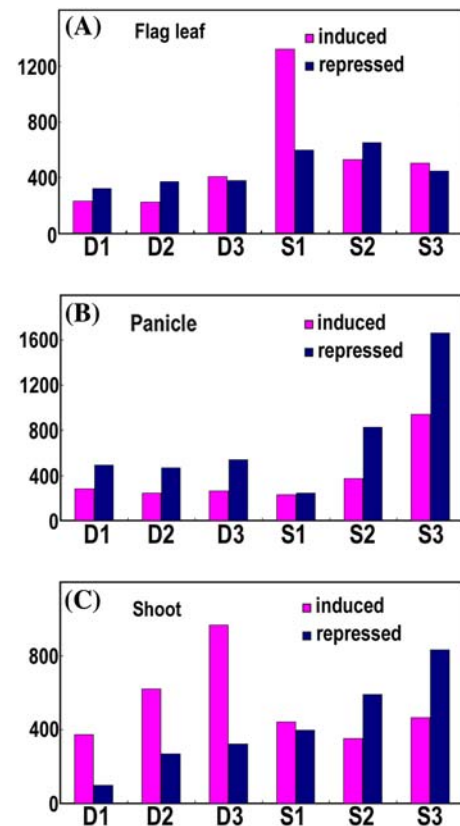 (A) Flag leaf
induced
repressed
1200
800
400
0
D1 D2 D3 S1 S2 S3
(B) Panicle
induced
repressed
1600
1200
800
400
0
D1 D2 D3 S1 S2 S3
(C) Shoot
induced
repressed
800
400
0
D1 D2 D3 S1 S2 S3